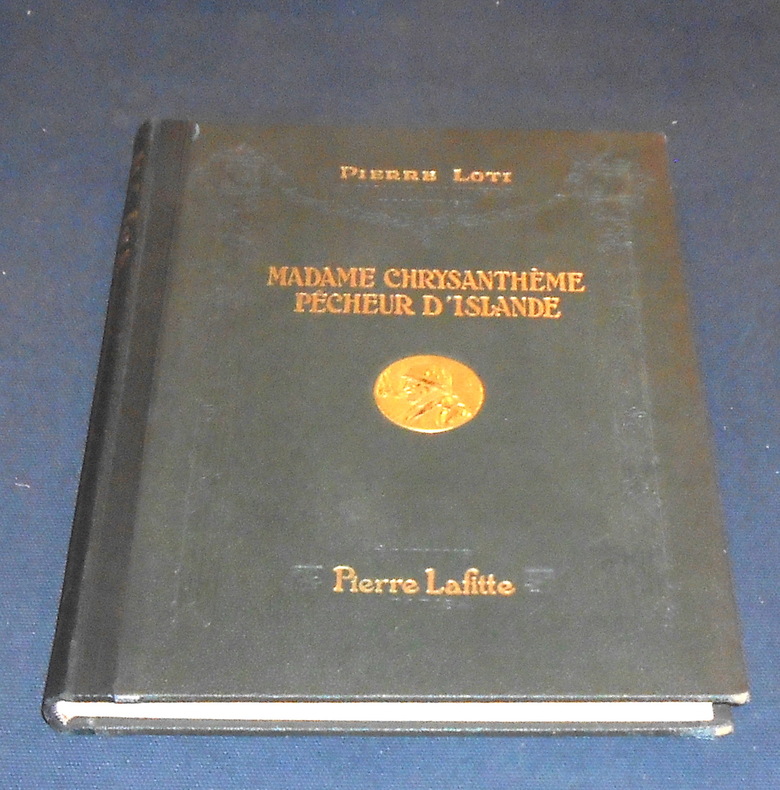 PIERRE LOTI
MADAME CHRYSANTHÈME
PÊCHEUR D'ISLANDE
Pierre Lafitte